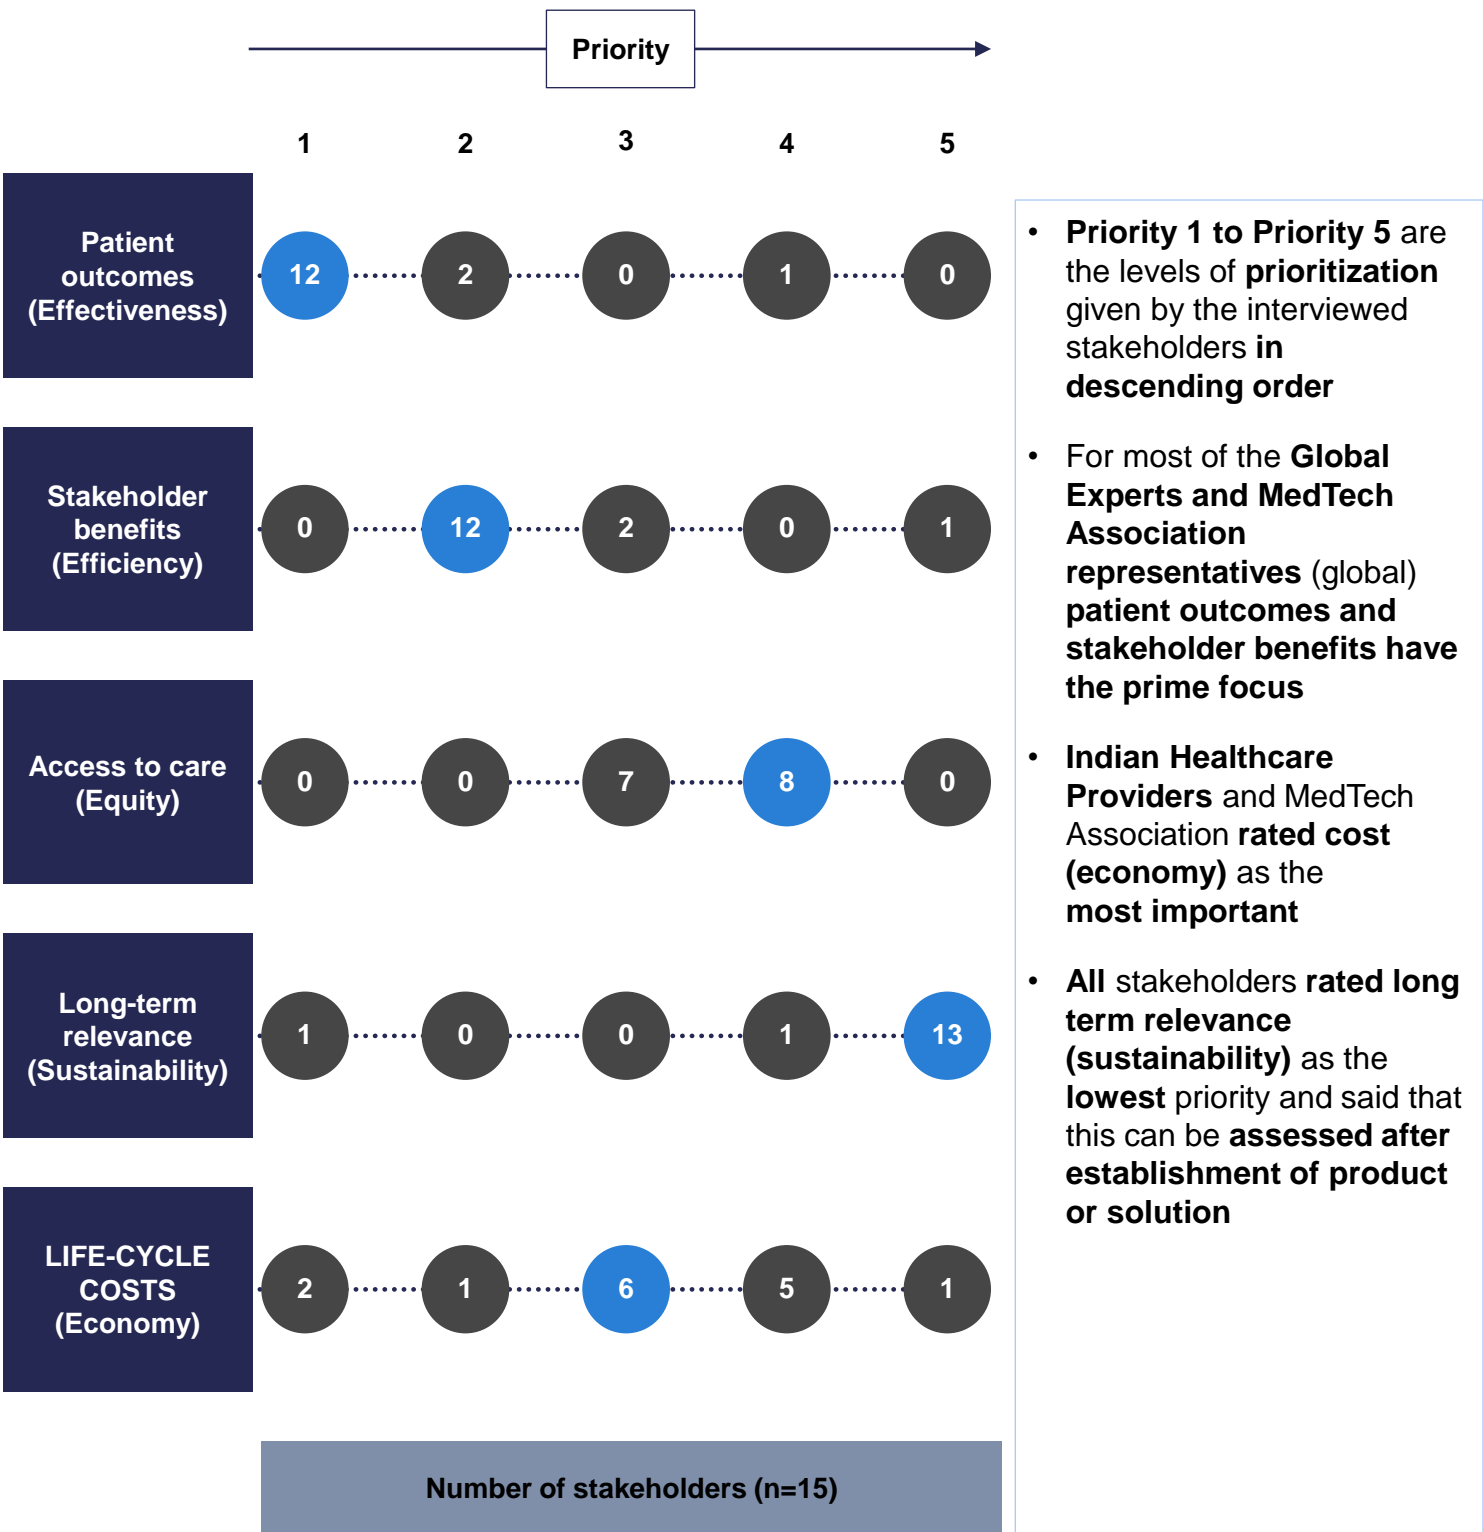 Priority
1 2 3 4 5
Patient
outcomes
(Effectiveness)
12 2 0 1 0
Stakeholder
benefits
(Efficiency)
0 12 2 0 1
Access to care
(Equity)
0 0 7 8 0
Long-term
relevance
(Sustainability)
1 0 0 1 13
LIFE-CYCLE
COSTS
(Economy)
2 1 6 5 1
Number of stakeholders (n=15)
• Priority 1 to Priority 5 are
the levels of prioritization
given by the interviewed
stakeholders in
descending order
• For most of the Global
Experts and MedTech
Association
representatives (global)
patient outcomes and
stakeholder benefits have
the prime focus
• Indian Healthcare
Providers and MedTech
Association rated cost
(economy) as the
most important
• All stakeholders rated long
term relevance
(sustainability) as the
lowest priority and said that
this can be assessed after
establishment of product
or solution